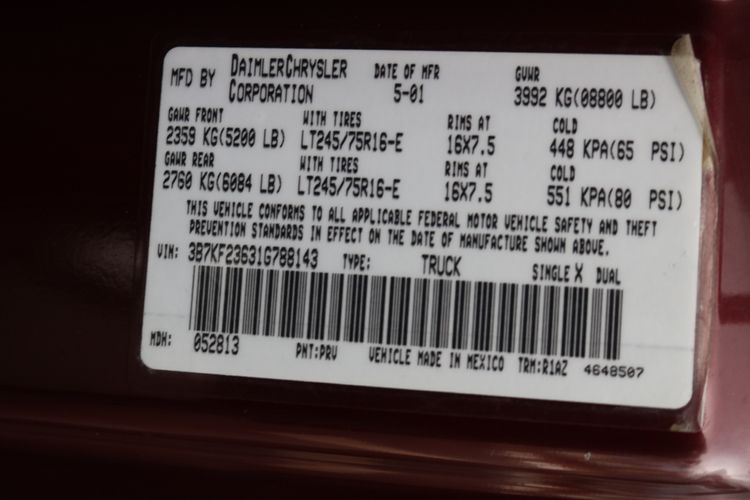 MFD BY DAIMLERCHRYSLER CORPORATION DATE OF MFR 5-01 GVWR 3992 KG(08800 LB)
GAWR FRONT WITH TIRES RIMS AT COLD
2359 KG(5200 LB) LT245/75R16-E 16X7.5 448 KPA(65 PSI)
GAWR REAR WITH TIRES RIMS AT COLD
2760 KG(6084 LB) LT245/75R16-E 16X7.5 551 KPA(80 PSI)
THIS VEHICLE CONFORMS TO ALL APPLICABLE FEDERAL MOTOR VEHICLE SAFETY AND THEFT
PREVENTION STANDARDS IN EFFECT ON THE DATE OF MANUFACTURE SHOWN ABOVE.
VIN: 3B7KF23631G788143 TYPE: TRUCK SINGLE X DUAL
MDH: 052813 PNT:PRV VEHICLE MADE IN MEXICO TRM:R1AZ 4648507